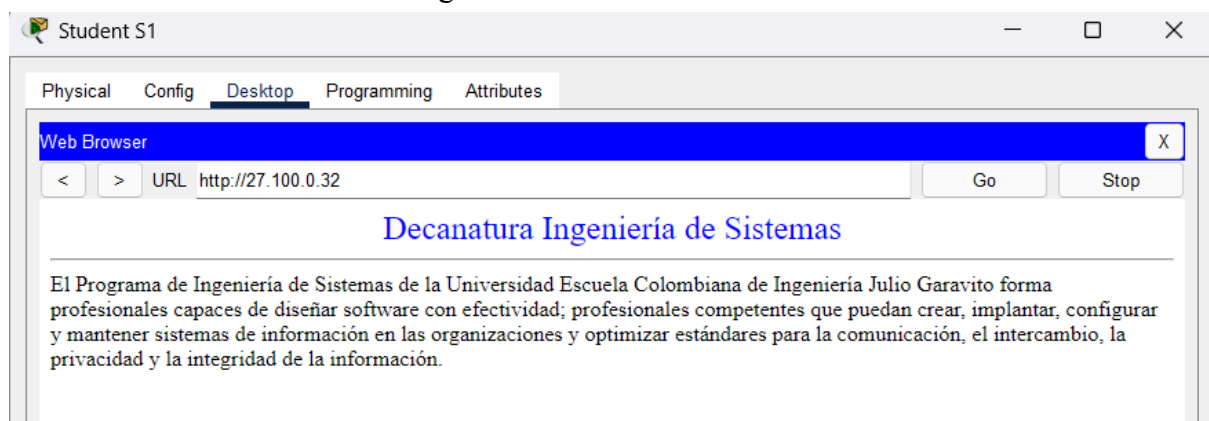 Student S1
Physical Config Desktop Programming Attributes
Web Browser X
< > URL http://27.100.0.32 Go Stop
Decanatura Ingeniería de Sistemas
El Programa de Ingeniería de Sistemas de la Universidad Escuela Colombiana de Ingeniería Julio Garavito forma
profesionales capaces de diseñar software con efectividad; profesionales competentes que puedan crear, implantar, configurar
y mantener sistemas de información en las organizaciones y optimizar estándares para la comunicación, el intercambio, la
privacidad y la integridad de la información.